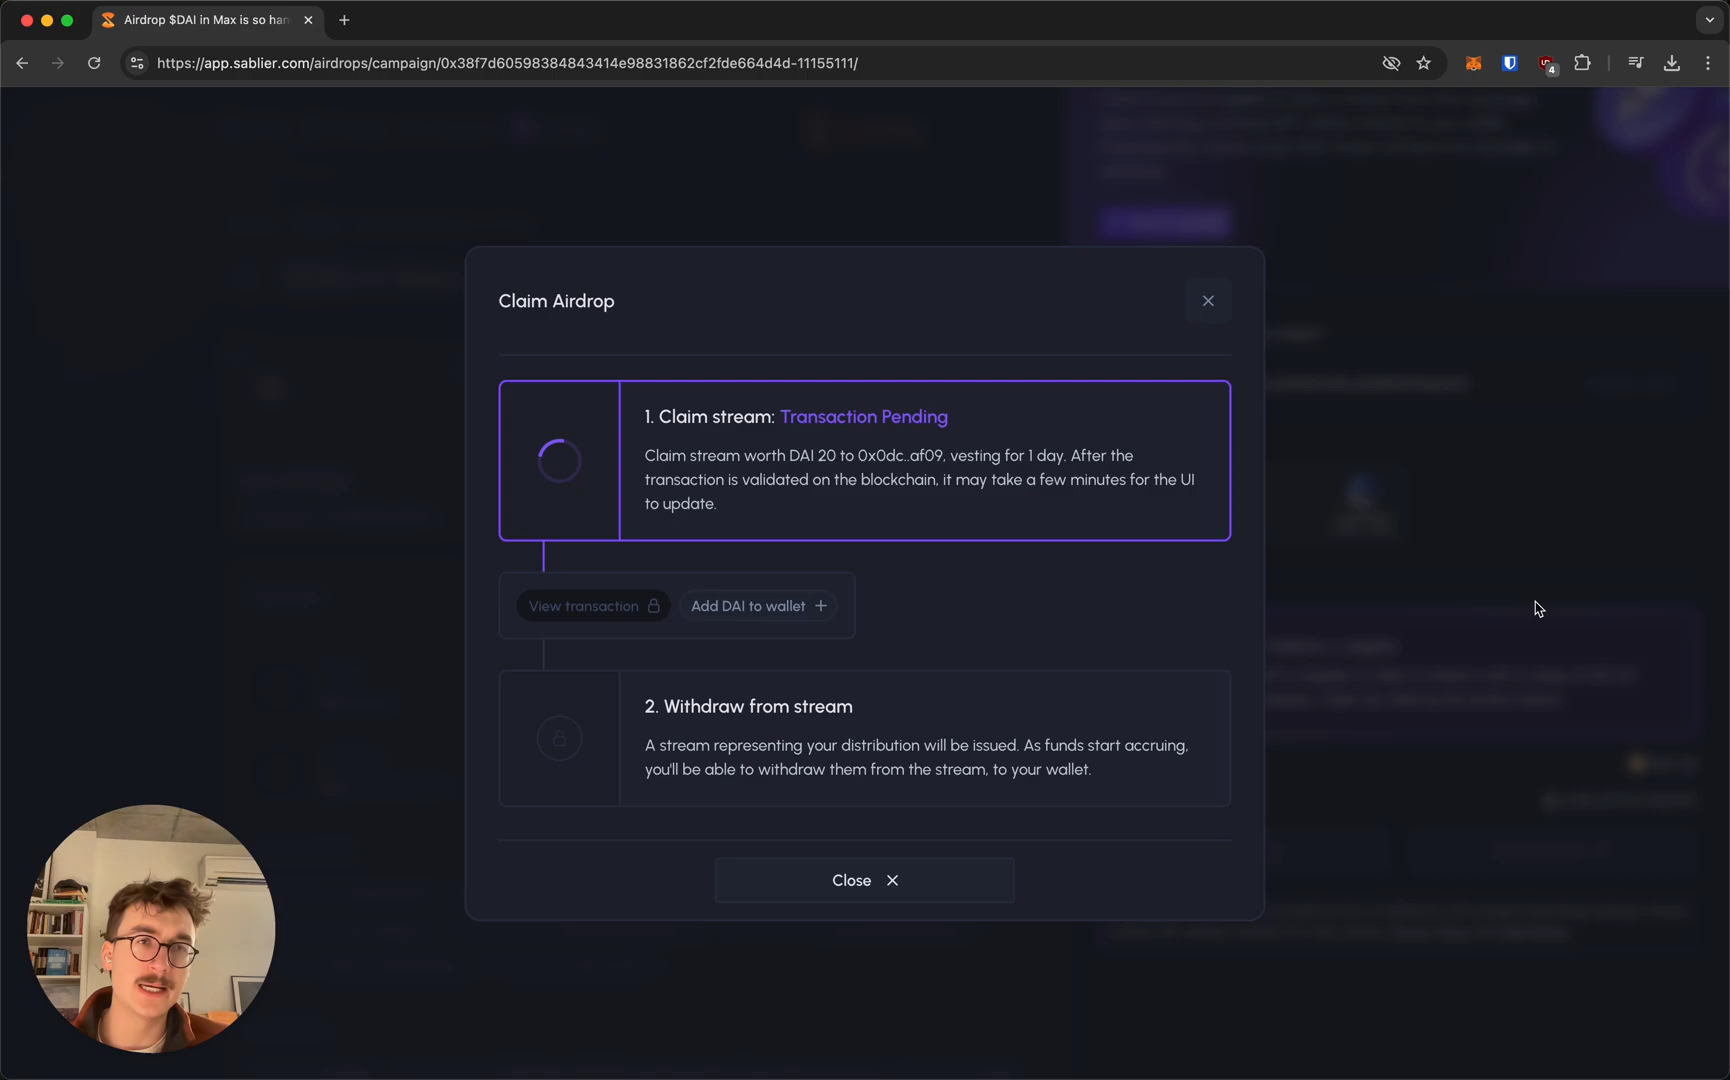 Airdrop $DAI in Max is so han
https://app.sablier.com/airdrops/campaign/0x38f7d60598384843414e98831862cf2fde664d4d-11155111/
4
Claim Airdrop
1. Claim stream: Transaction Pending
Claim stream worth DAI 20 to 0x0dc..af09, vesting for 1 day. After the
transaction is validated on the blockchain, it may take a few minutes for the UI
to update.
View transaction
Add DAI to wallet
2. Withdraw from stream
A stream representing your distribution will be issued. As funds start accruing,
you'll be able to withdraw them from the stream, to your wallet.
Close